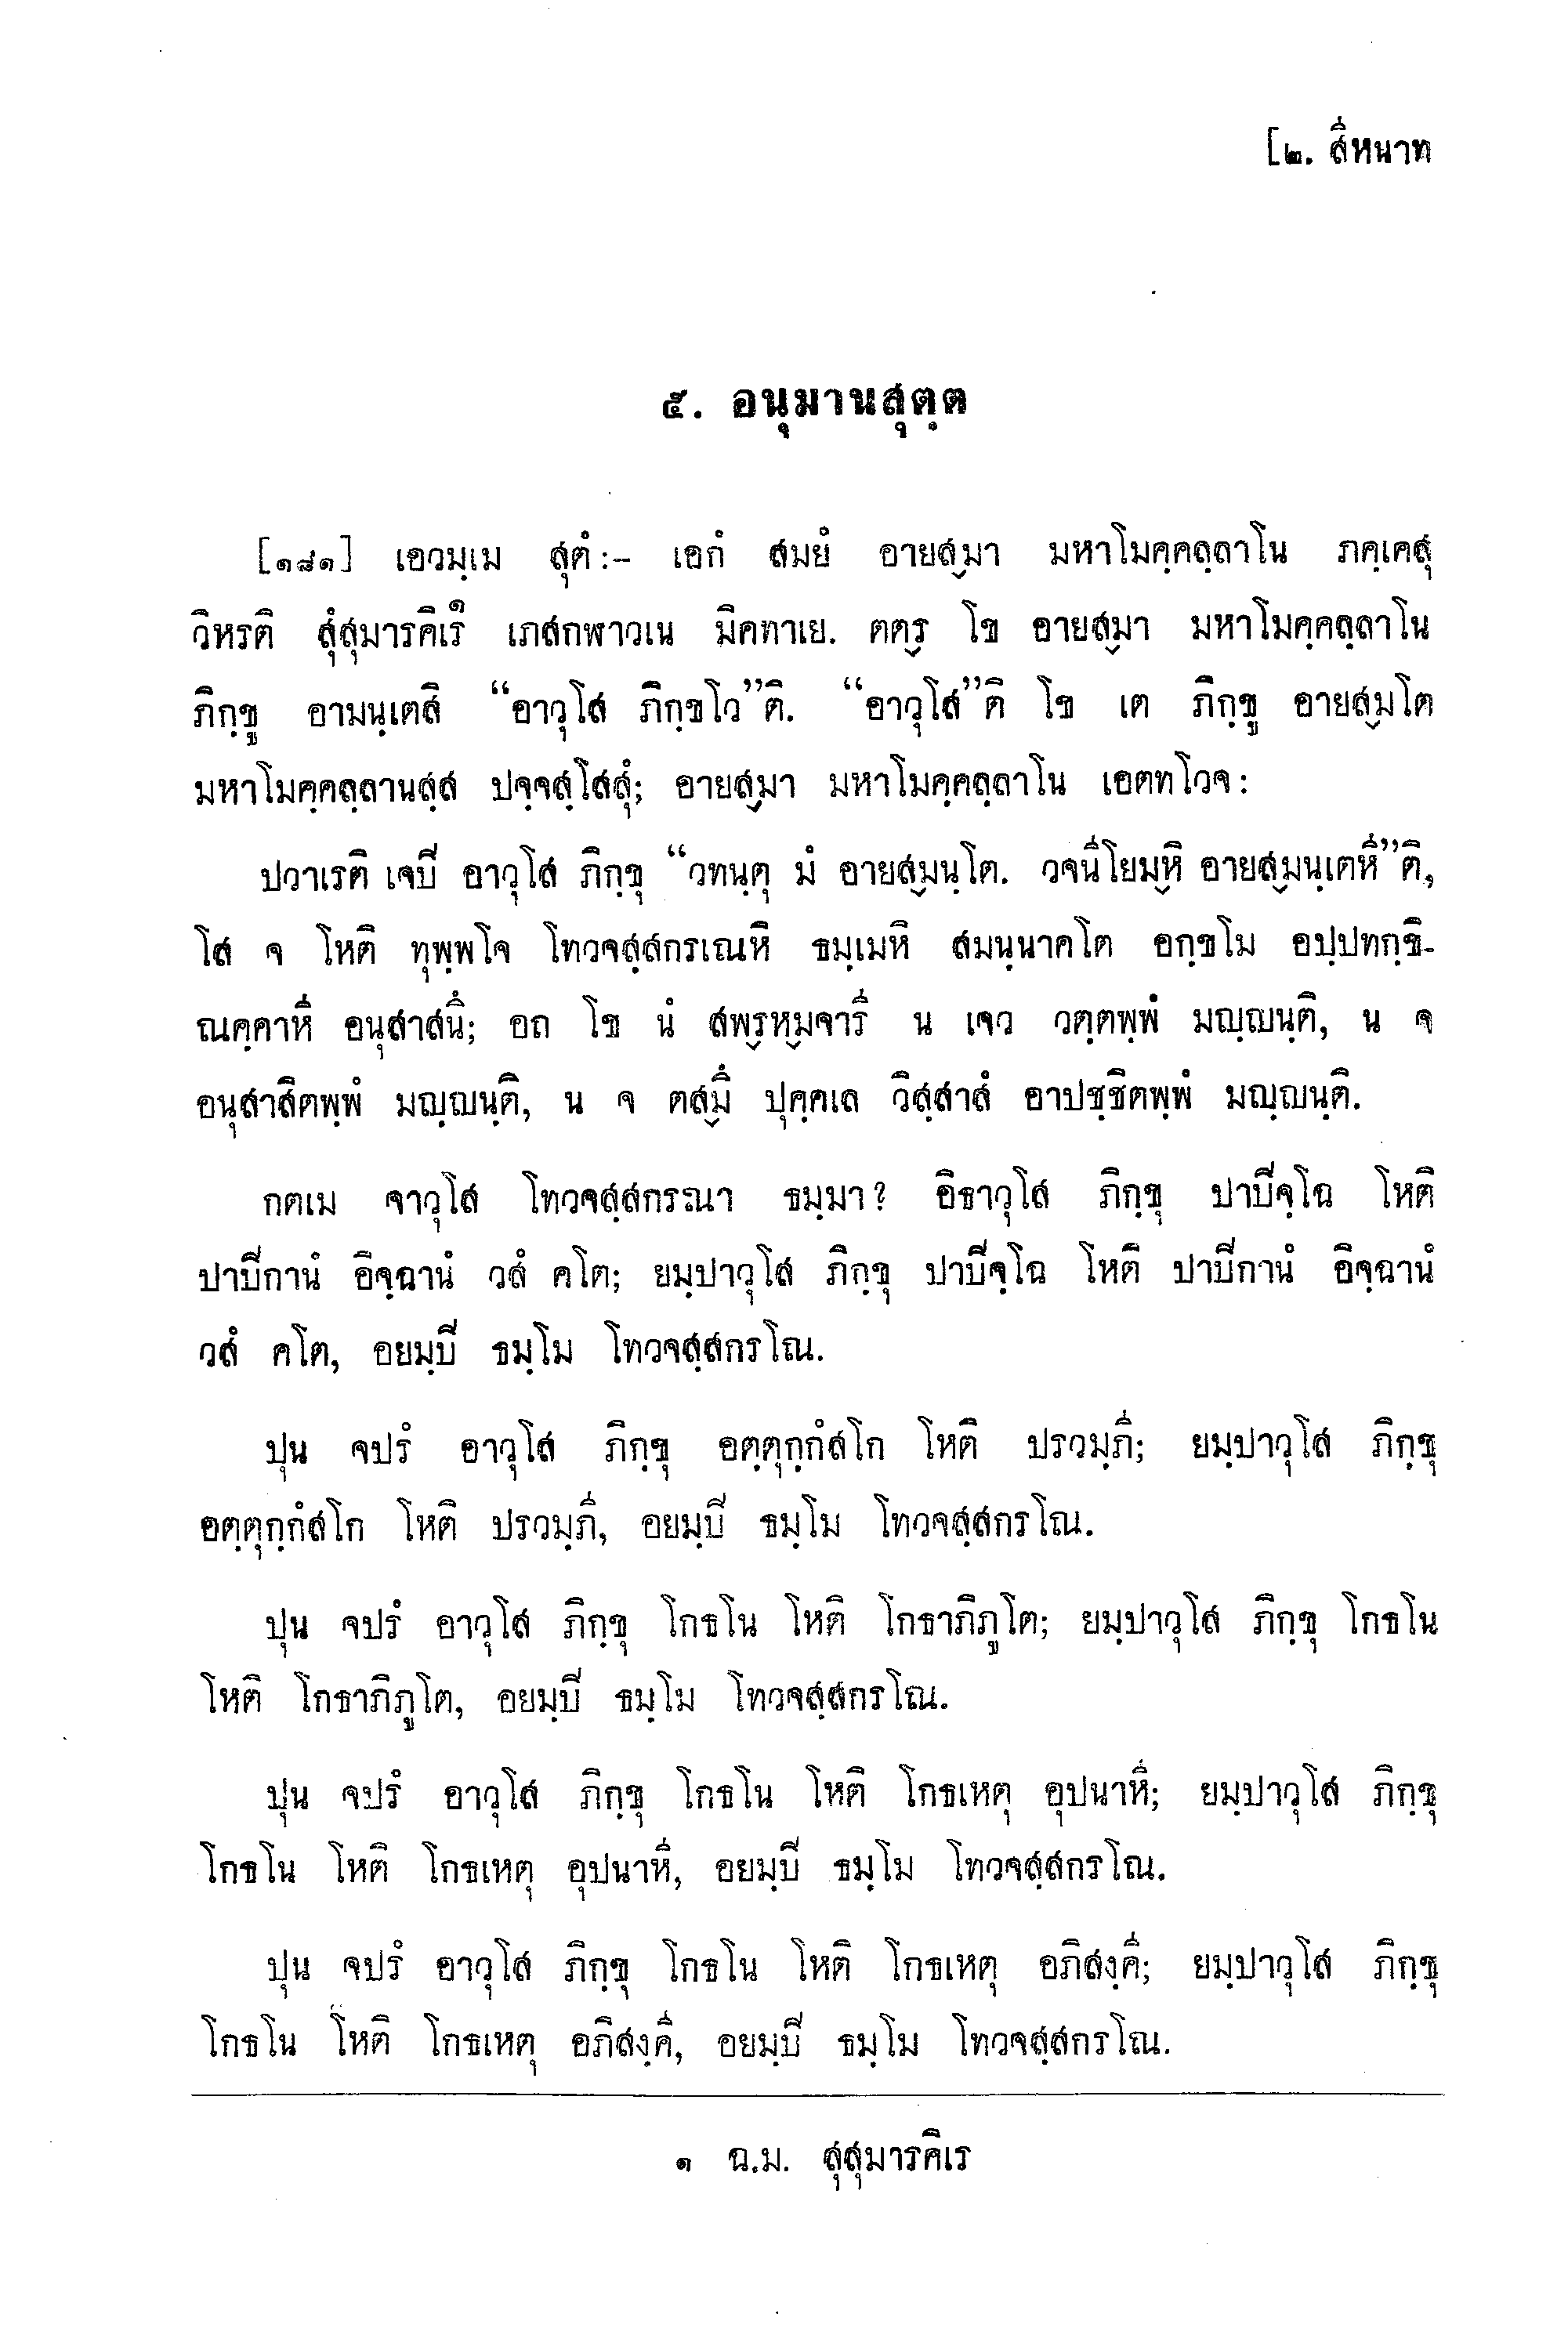 [๒. สีหนาท
๕. อนุมานสุตฺต
[๑๘๑] เอวมฺเม สุตํ:– เอกํ สมยํ อายสฺมา มหาโมคฺคลฺลาโน ภคฺเคสุ
วิหรติ สุํสุมารคิเร๑ เภสกฬาวเน มิคทาเย. ตตฺร โข อายสฺมา มหาโมคฺคลฺลาโน
ภิกฺขู อามนฺเตสิ “อาวุโส ภิกฺขโว”ติ. “อาวุโส”ติ โข เต ภิกฺขู อายสฺมโต
มหาโมคฺคลฺลานสฺส ปจฺจสฺโสสุํ; อายสฺมา มหาโมคฺคลฺลาโน เอตทโวจ:
ปวาเรติ เจปิ อาวุโส ภิกฺขุ “วทนฺตุ มํ อายสฺมนฺโต. วจนีโยมฺหิ อายสฺมนฺเตหี”ติ,
โส จ โหติ ทุพฺพโจ โทวจสฺสกรเณหิ ธมฺเมหิ สมนฺนาคโต อกฺขโม อปฺปทกฺขิ-
ณคฺคาหี อนุสาสนึ; อถ โข นํ สพฺรหฺมจารี น เจว วตฺตพฺพํ มญฺญนฺติ, น จ
อนุสาสิตพฺพํ มญฺญนฺติ, น จ ตสฺมึ ปุคฺคเล วิสฺสาสํ อาปชฺชิตพฺพํ มญฺญนฺติ.
กตเม จาวุโส โทวจสฺสกรณา ธมฺมา? อิธาวุโส ภิกฺขุ ปาปิจฺโฉ โหติ
ปาปิกานํ อิจฺฉานํ วสํ คโต; ยมฺปาวุโส ภิกฺขุ ปาปิจฺโฉ โหติ ปาปิกานํ อิจฺฉานํ
วสํ คโต, อยมฺปิ ธมฺโม โทวจสฺสกรโณ.
ปุน จปรํ อาวุโส ภิกฺขุ อตฺตุกฺกํสโก โหติ ปรวมฺภี; ยมฺปาวุโส ภิกฺขุ
อตฺตุกฺกํสโก โหติ ปรวมฺภี, อยมฺปิ ธมฺโม โทวจสฺสกรโณ.
ปุน จปรํ อาวุโส ภิกฺขุ โกธโน โหติ โกธาภิภูโต; ยมฺปาวุโส ภิกฺขุ โกธโน
โหติ โกธาภิภูโต, อยมฺปิ ธมฺโม โทวจสฺสกรโณ.
ปุน จปรํ อาวุโส ภิกฺขุ โกธโน โหติ โกธเหตุ อุปนาหี; ยมฺปาวุโส ภิกฺขุ
โกธโน โหติ โกธเหตุ อุปนาหี, อยมฺปิ ธมฺโม โทวจสฺสกรโณ.
ปุน จปรํ อาวุโส ภิกฺขุ โกธโน โหติ โกธเหตุ อภิสงฺคี; ยมฺปาวุโส ภิกฺขุ
โกธโน โหติ โกธเหตุ อภิสงฺคี, อยมฺปิ ธมฺโม โทวจสฺสกรโณ.
๑ ฉ.ม. สุสุมารคิเร